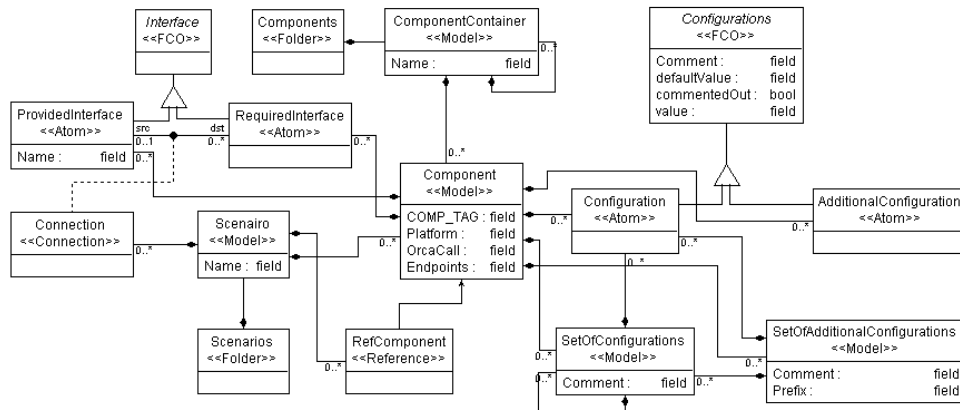 Interface
<<FCO>>
Components
<<Folder>>
ComponentContainer
<<Model>>
Name : field
0..*
Configurations
<<FCO>>
Comment : field
defaultValue : field
commentedOut : bool
value : field
ProvidedInterface
<<Atom>>
Name : field
src
0..1
0..*
dst
0..*
RequiredInterface
<<Atom>>
0..*
0..*
Component
<<Model>>
COMP_TAG : field
Platform : field
OrcaCall : field
Endpoints : field
0..*
Configuration
<<Atom>>
0..*
0..*
AdditionalConfiguration
<<Atom>>
0..*
Connection
<<Connection>>
0..*
Scenairo
<<Model>>
Name : field
0..*
Scenarios
<<Folder>>
RefComponent
<<Reference>>
0..*
SetOfConfigurations
<<Model>>
Comment : field
0..*
0..*
0..*
0..*
SetOfAdditionalConfigurations
<<Model>>
Comment : field
Prefix : field